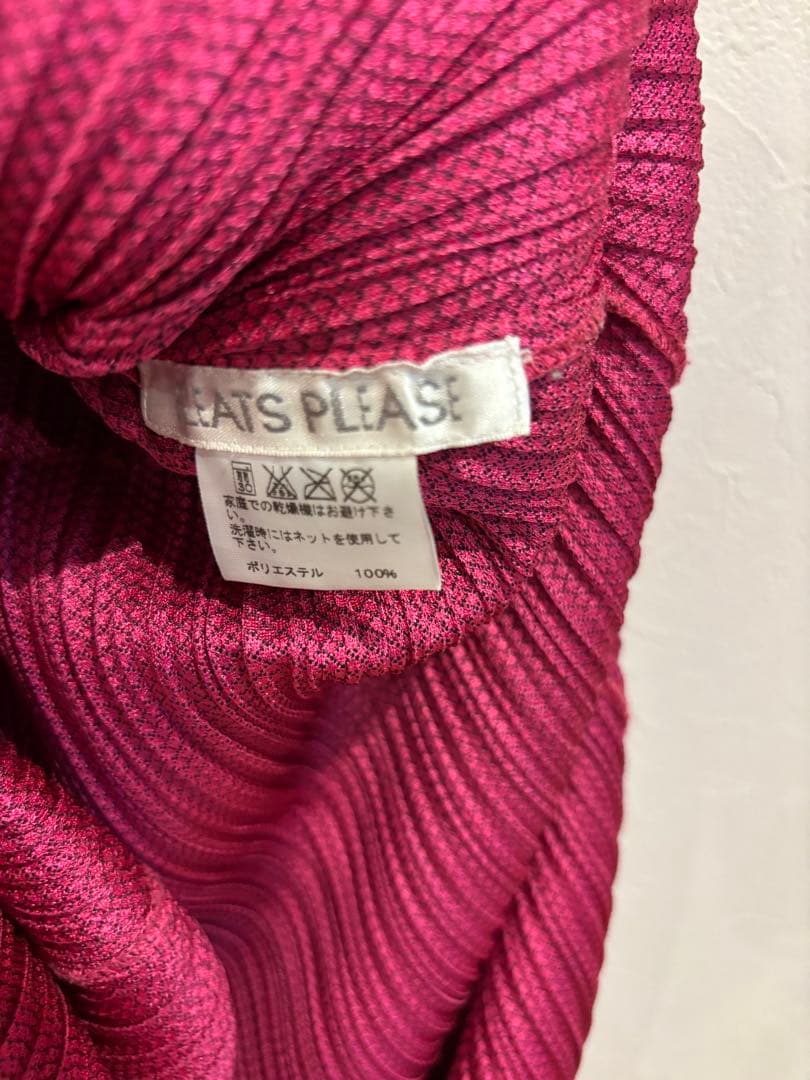 LEATS PLEASE
30
家庭での乾燥機はお避け下さ
い。
洗濯時にはネットを使用して
下さい。
ポリエステル 100%